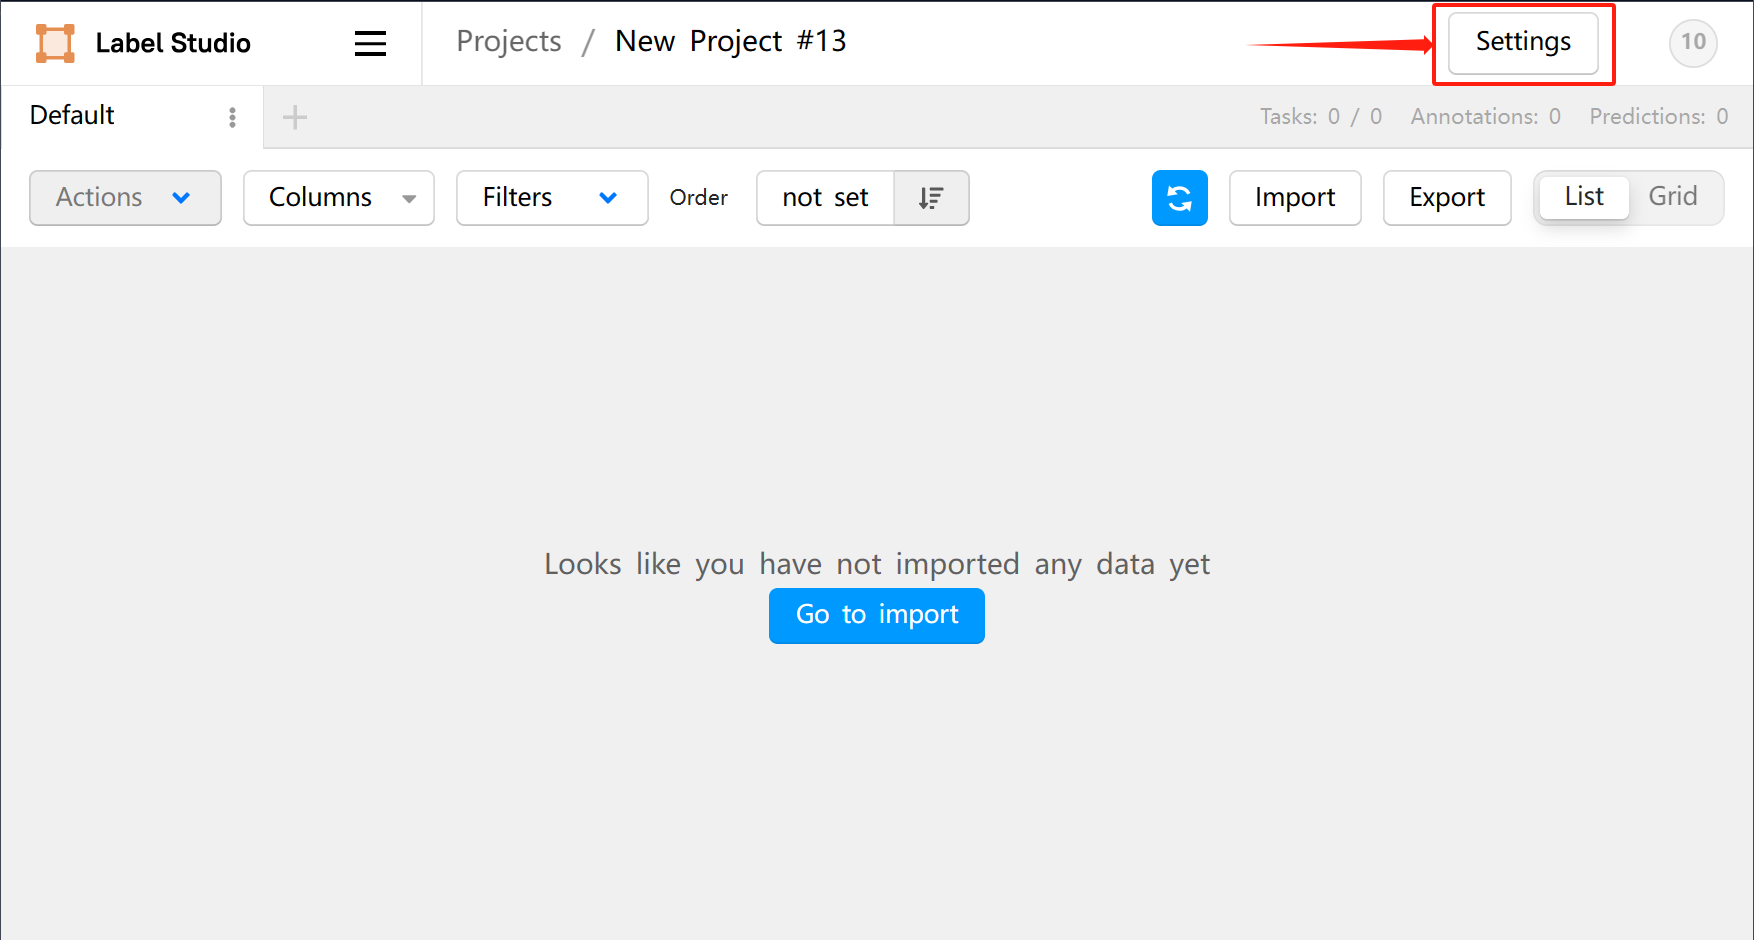 Label Studio
Projects / New Project #13
Settings
10
Default
Tasks: 0 / 0 Annotations: 0 Predictions: 0
Actions Columns Filters Order not set Import Export List Grid
Looks like you have not imported any data yet
Go to import